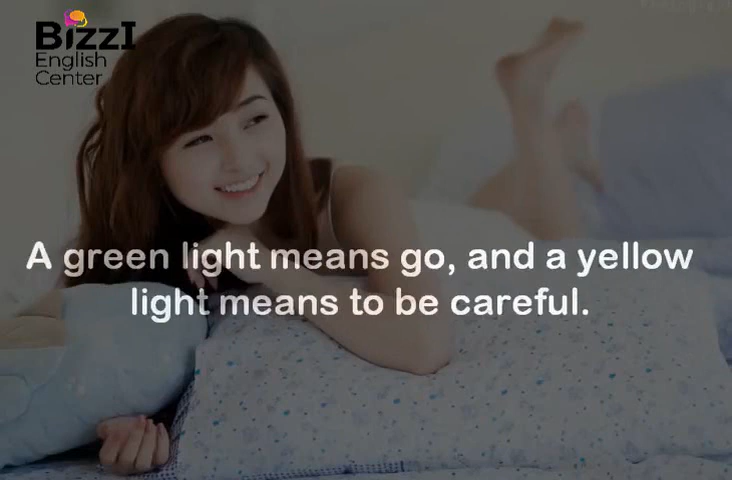 BizzI
English
Center
A green light means go, and a yellow
light means to be careful.